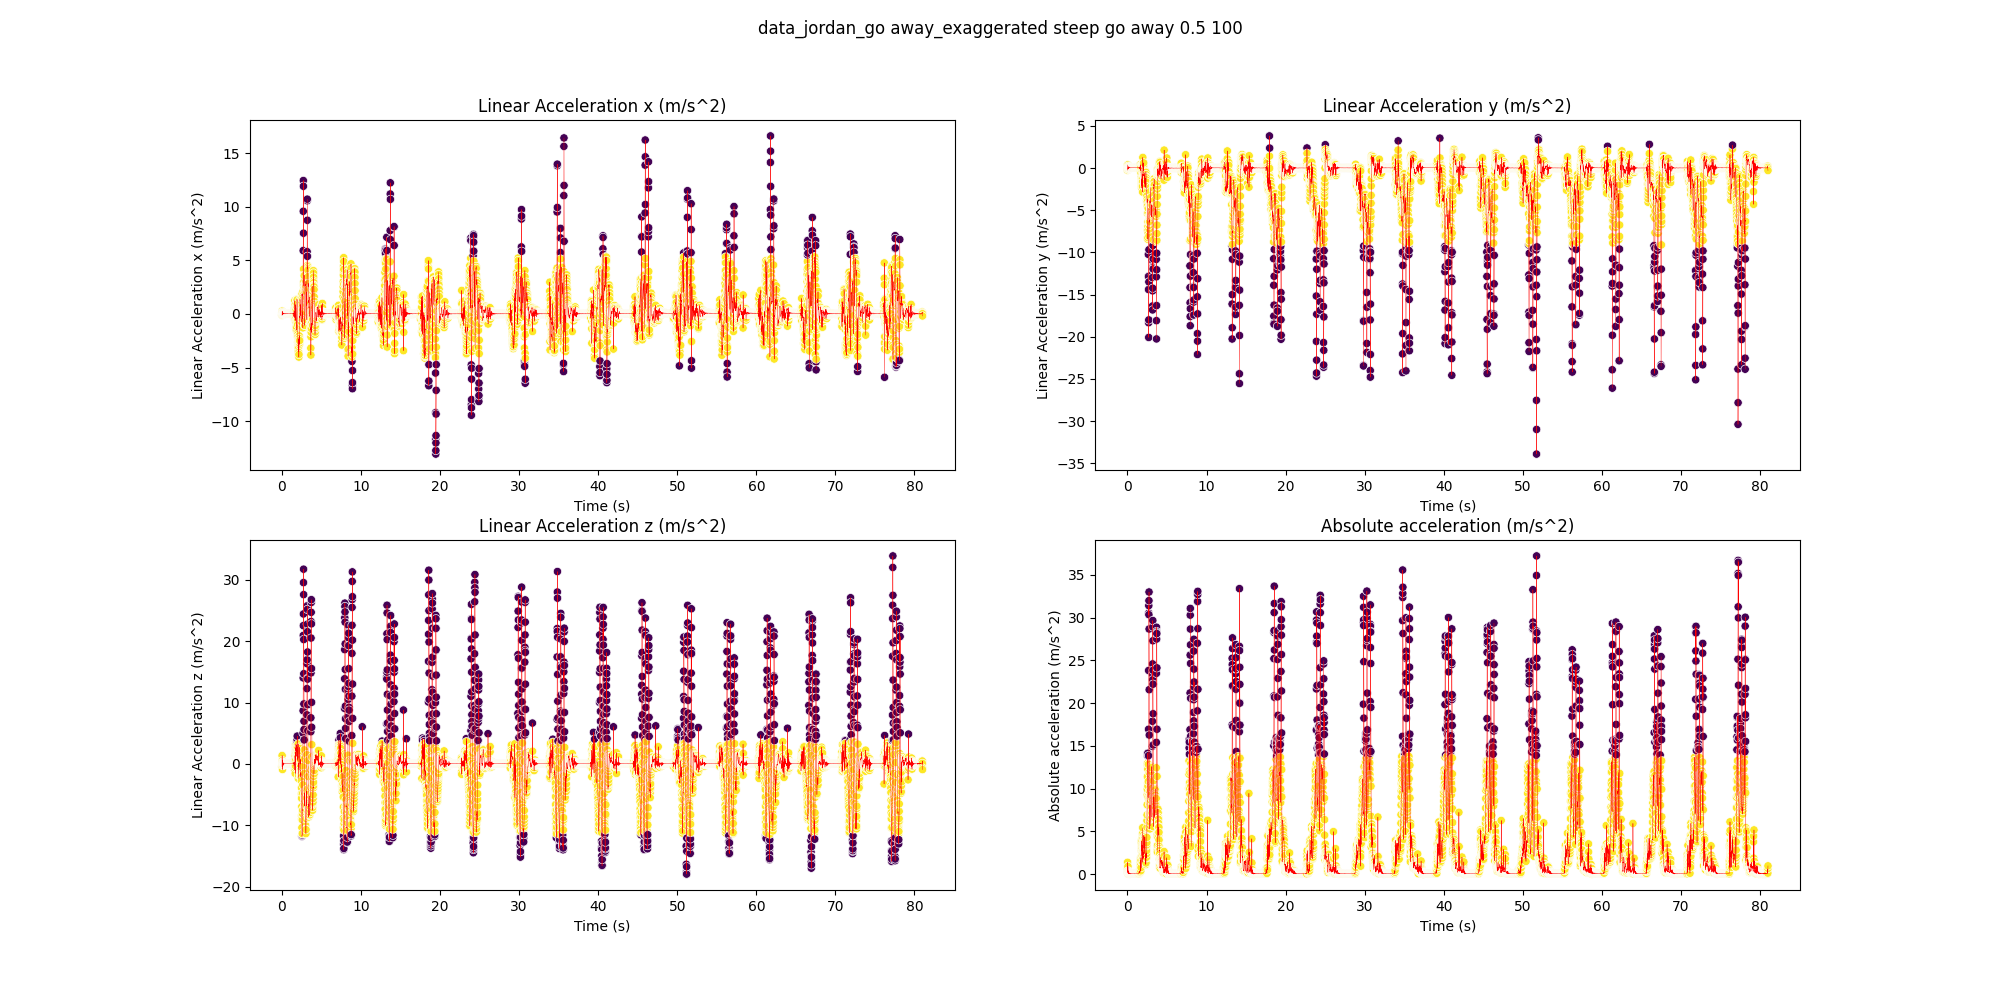 data_jordan_go away_exaggerated steep go away 0.5 100
Linear Acceleration x (m/s^2)
Linear Acceleration x (m/s^2)
15
10
5
0
−5
−10
0 10 20 30 40 50 60 70 80
Time (s)
Linear Acceleration y (m/s^2)
Linear Acceleration y (m/s^2)
5
0
−5
−10
−15
−20
−25
−30
−35
0 10 20 30 40 50 60 70 80
Time (s)
Linear Acceleration z (m/s^2)
Linear Acceleration z (m/s^2)
30
20
10
0
−10
−20
0 10 20 30 40 50 60 70 80
Time (s)
Absolute acceleration (m/s^2)
Absolute acceleration (m/s^2)
35
30
25
20
15
10
5
0
0 10 20 30 40 50 60 70 80
Time (s)